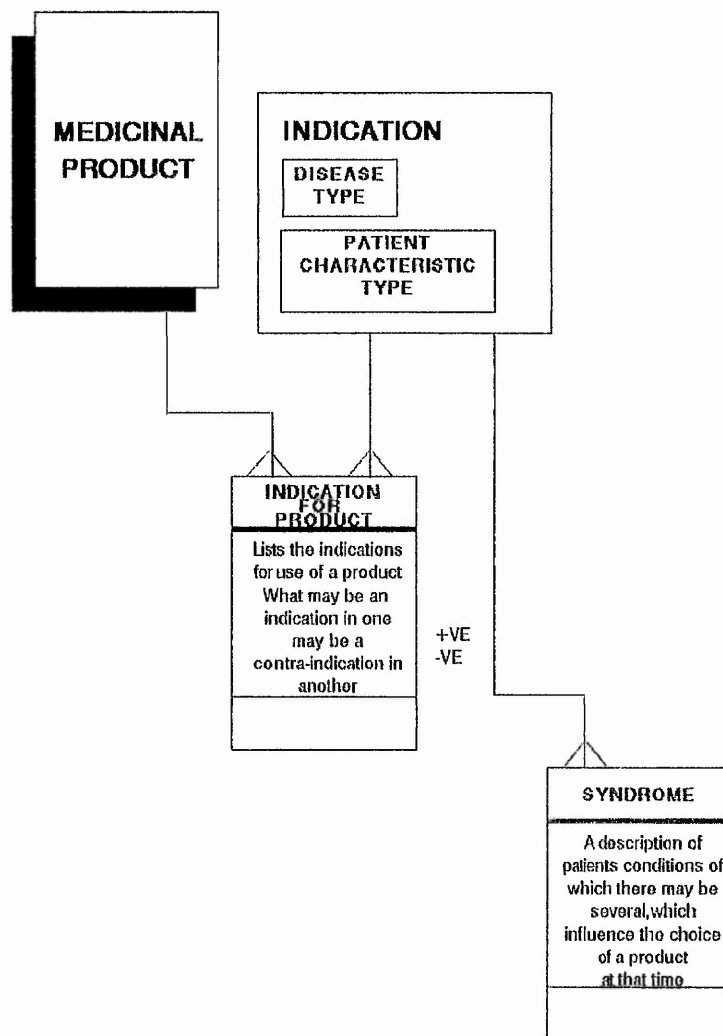 MEDICINAL
PRODUCT
INDICATION
DISEASE
TYPE
PATIENT
CHARACTERISTIC
TYPE
INDICATION
FOR
PRODUCT
Lists the indications
for use of a product
What may be an
indication in one
may be a
contra-indication in
another
+VE
-VE
SYNDROME
A description of
patients conditions of
which there may be
several,which
influence the choice
of a product
at that time